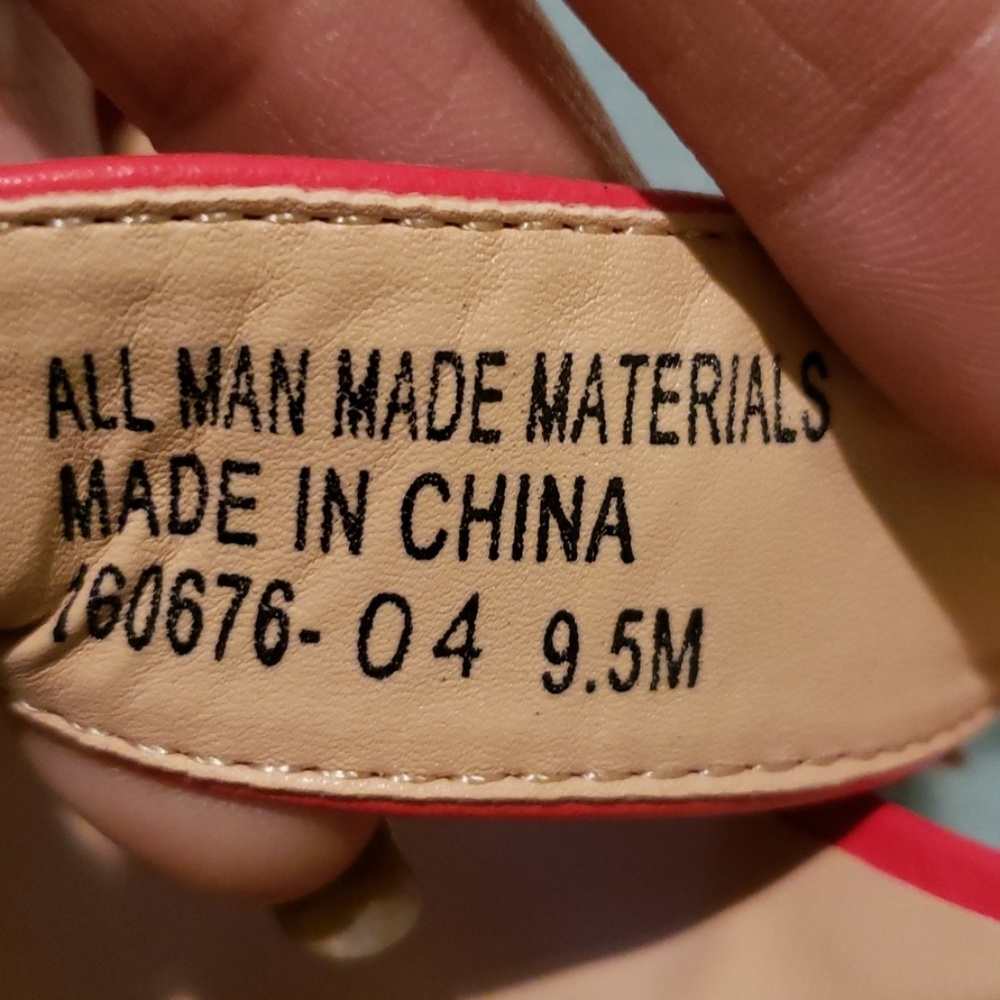 ALL MAN MADE MATERIALS
MADE IN CHINA
160676-04 9.5M